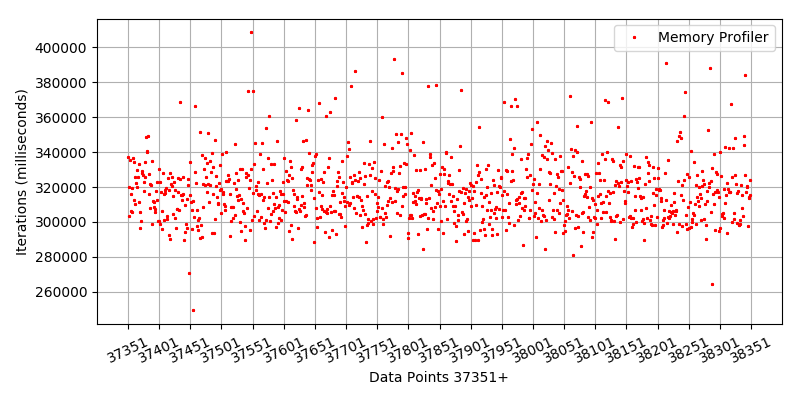 Memory Profiler
400000
380000
360000
340000
320000
300000
280000
260000
Iterations (milliseconds)
37351 37401 37451 37501 37551 37601 37651 37701 37751 37801 37851 37901 37951 38001 38051 38101 38151 38201 38251 38301 38351
Data Points 37351+